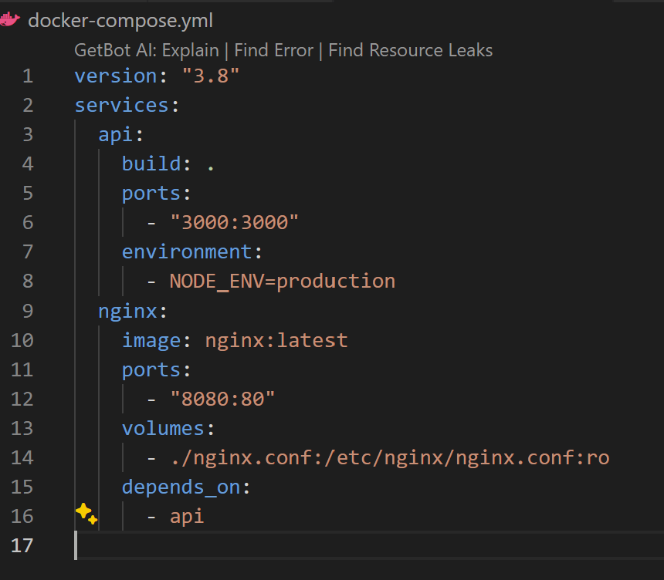 docker-compose.yml
GetBot AI: Explain | Find Error | Find Resource Leaks
1 version: "3.8"
2 services:
3   api:
4     build: .
5     ports:
6       - "3000:3000"
7     environment:
8       - NODE_ENV=production
9   nginx:
10     image: nginx:latest
11     ports:
12       - "8080:80"
13     volumes:
14       - ./nginx.conf:/etc/nginx/nginx.conf:ro
15     depends_on:
16       - api
17